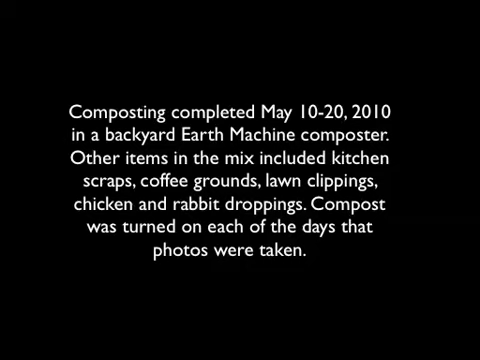 Composting completed May 10-20, 2010
in a backyard Earth Machine composter.
Other items in the mix included kitchen
scraps, coffee grounds, lawn clippings,
chicken and rabbit droppings. Compost
was turned on each of the days that
photos were taken.